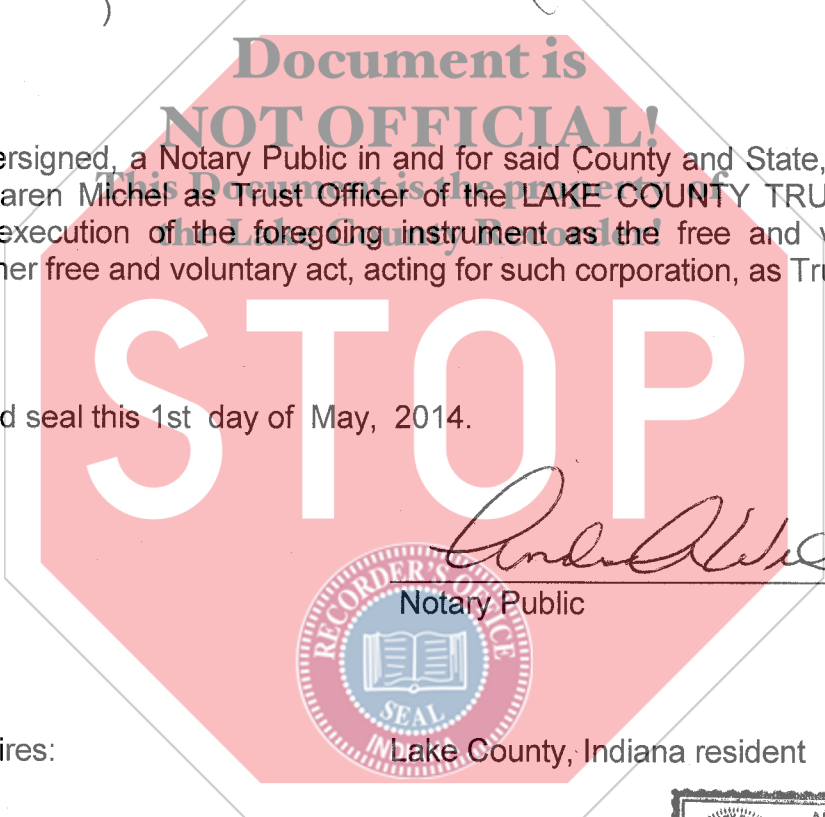 )
Document is
NOT OFFICIAL!
ersigned, a Notary Public in and for said County and State,
This Document is the property of
aren Michel as Trust Officer of the LAKE COUNTY TRU
the Lake County Recorder!
execution of the foregoing instrument as the free and v
her free and voluntary act, acting for such corporation, as Tru
STOP
d seal this 1st day of May, 2014.
Notary Public
RECORDER'S OFFICE
SEAL
INDIANA
ires:
Lake County, Indiana resident